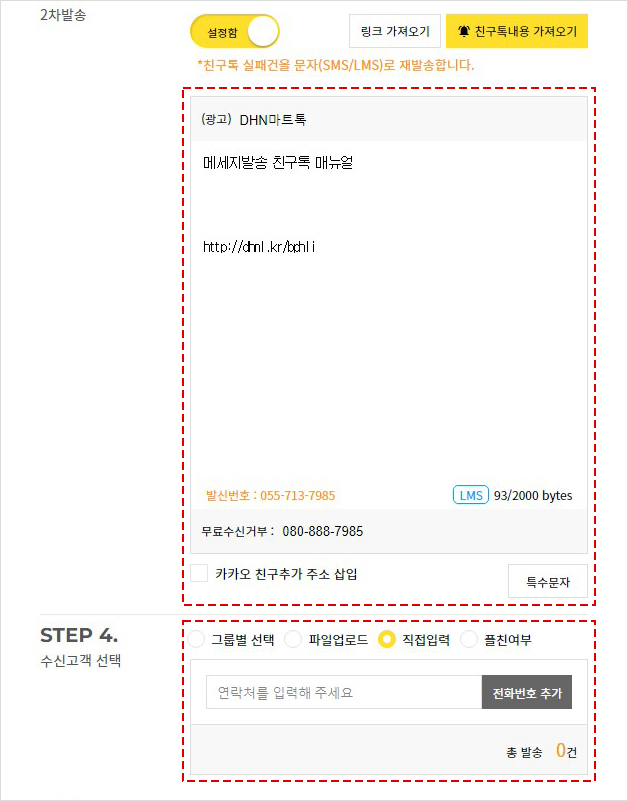 2차발송
설정함
링크 가져오기
친구톡내용 가져오기
*친구톡 실패건을 문자(SMS/LMS)로 재발송합니다.
(광고) DHN마트톡
메세지발송 친구톡 매뉴얼
http://dhnl.kr/bphli
발신번호 : 055-713-7985
LMS 93/2000 bytes
무료수신거부 : 080-888-7985
카카오 친구추가 주소 삽입
특수문자
STEP 4.
수신고객 선택
그룹별 선택 파일업로드 직접입력 플친여부
연락처를 입력해 주세요
전화번호 추가
총 발송 0건